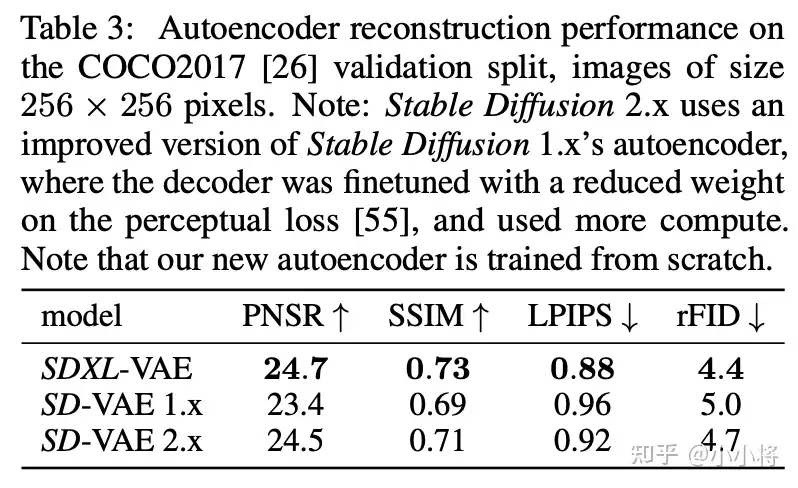 Table 3: Autoencoder reconstruction performance on
the COCO2017 [26] validation split, images of size
256 × 256 pixels. Note: Stable Diffusion 2.x uses an
improved version of Stable Diffusion 1.x’s autoencoder,
where the decoder was finetuned with a reduced weight
on the perceptual loss [55], and used more compute.
Note that our new autoencoder is trained from scratch.
model PNSR ↑ SSIM ↑ LPIPS ↓ rFID ↓
SDXL-VAE 24.7 0.73 0.88 4.4
SD-VAE 1.x 23.4 0.69 0.96 5.0
SD-VAE 2.x 24.5 0.71 0.92 4.7
知乎 @小小将